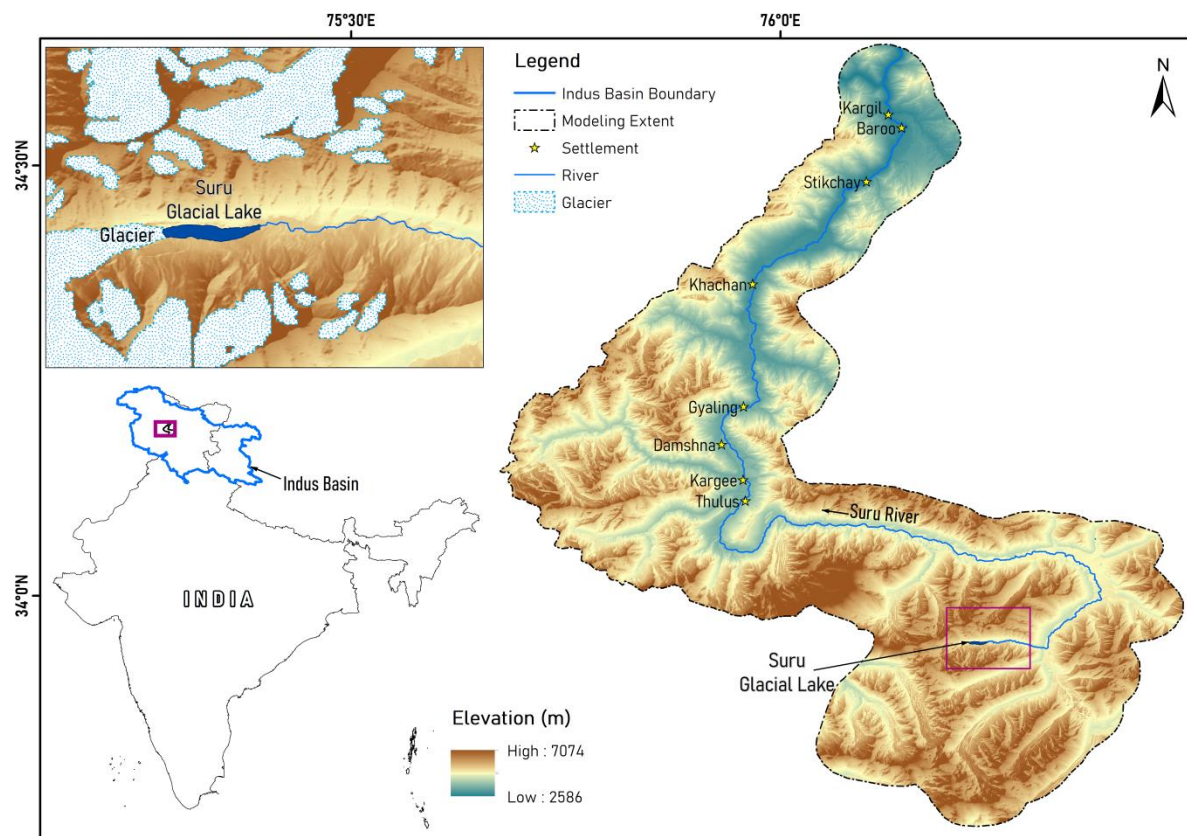 75°30'E
76°0'E
34°30'N
34°0'N
Suru
Glacial Lake
Glacier
Legend
Indus Basin Boundary
Modeling Extent
Settlement
River
Glacier
N
Kargil
Baroo
Stikchay
Khachan
Gyaling
Damshna
Kargee
Thulus
Suru River
Suru
Glacial Lake
Indus Basin
INDIA
Elevation (m)
High : 7074
Low : 2586